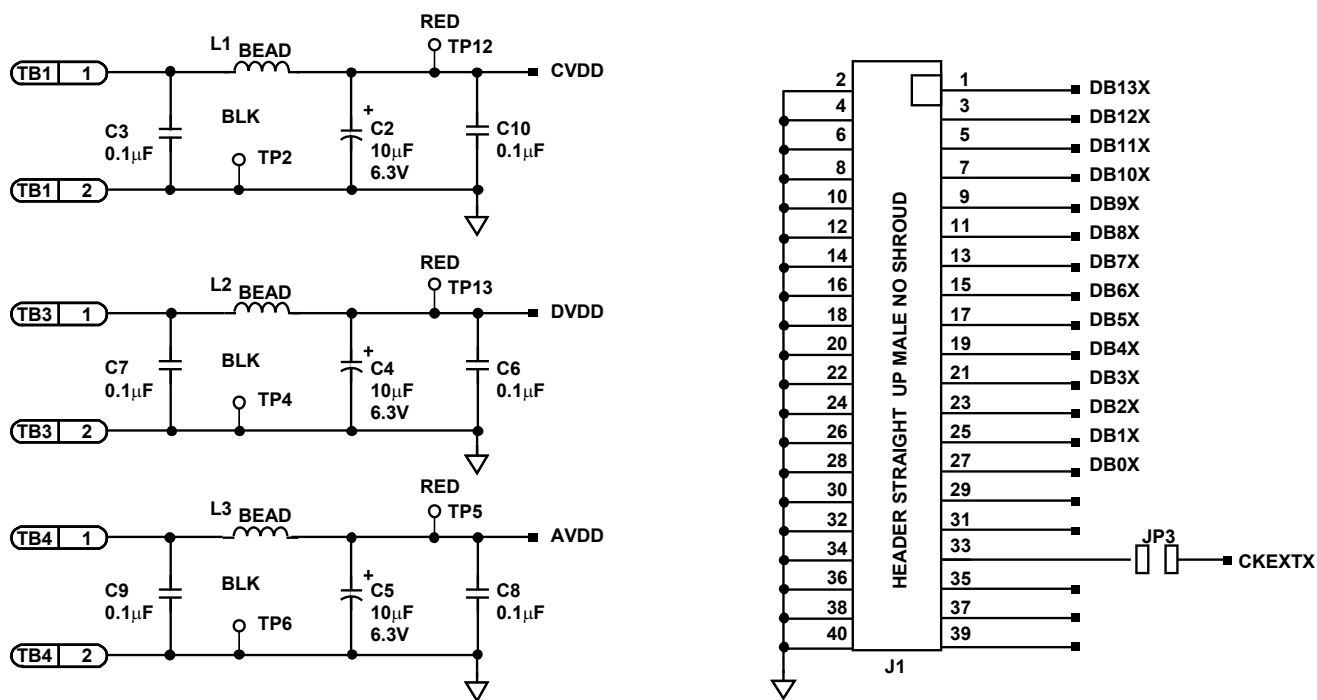 RED
L1 BEAD TP12
TB1 1 CVDD
C3 0.1µF
BLK
TP2
+ C2 10µF 6.3V
C10 0.1µF
TB1 2
RED
L2 BEAD TP13
TB3 1 DVDD
C7 0.1µF
BLK
TP4
+ C4 10µF 6.3V
C6 0.1µF
TB3 2
RED
L3 BEAD TP5
TB4 1 AVDD
C9 0.1µF
BLK
TP6
+ C5 10µF 6.3V
C8 0.1µF
TB4 2
2 1 DB13X
4 3 DB12X
6 5 DB11X
8 7 DB10X
10 9 DB9X
12 11 DB8X
14 13 DB7X
16 15 DB6X
18 17 DB5X
20 19 DB4X
22 21 DB3X
24 23 DB2X
26 25 DB1X
28 27 DB0X
30 29
32 31
34 33 JP3 CKEXTX
36 35
38 37
40 39
HEADER STRAIGHT UP MALE NO SHROUD
J1